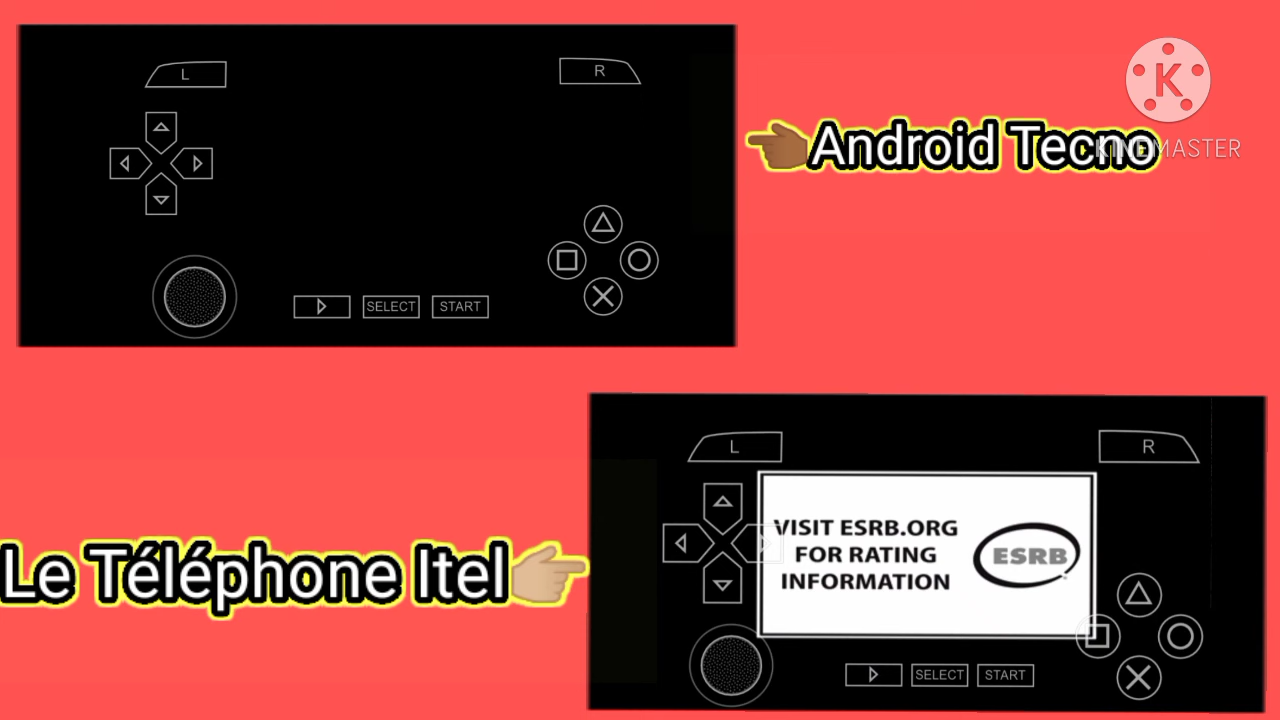 L
R
Android Tecno
KINEMASTER
SELECT
START
L
R
VISIT ESRB.ORG
FOR RATING
INFORMATION
ESRB
Le Téléphone Itel
SELECT
START